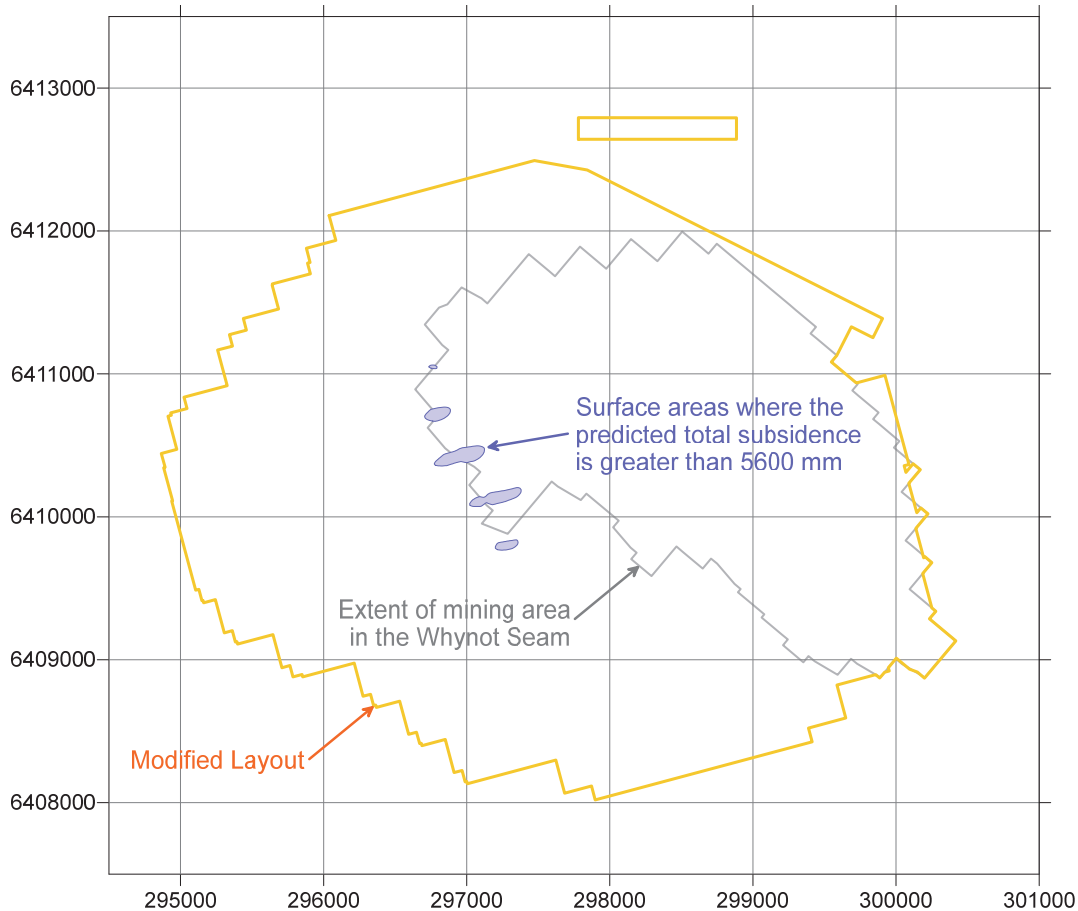 6413000
6412000
6411000
Surface areas where the
predicted total subsidence
is greater than 5600 mm
6410000
Extent of mining area
in the Whynot Seam
6409000
Modified Layout
6408000
295000 296000 297000 298000 299000 300000 301000